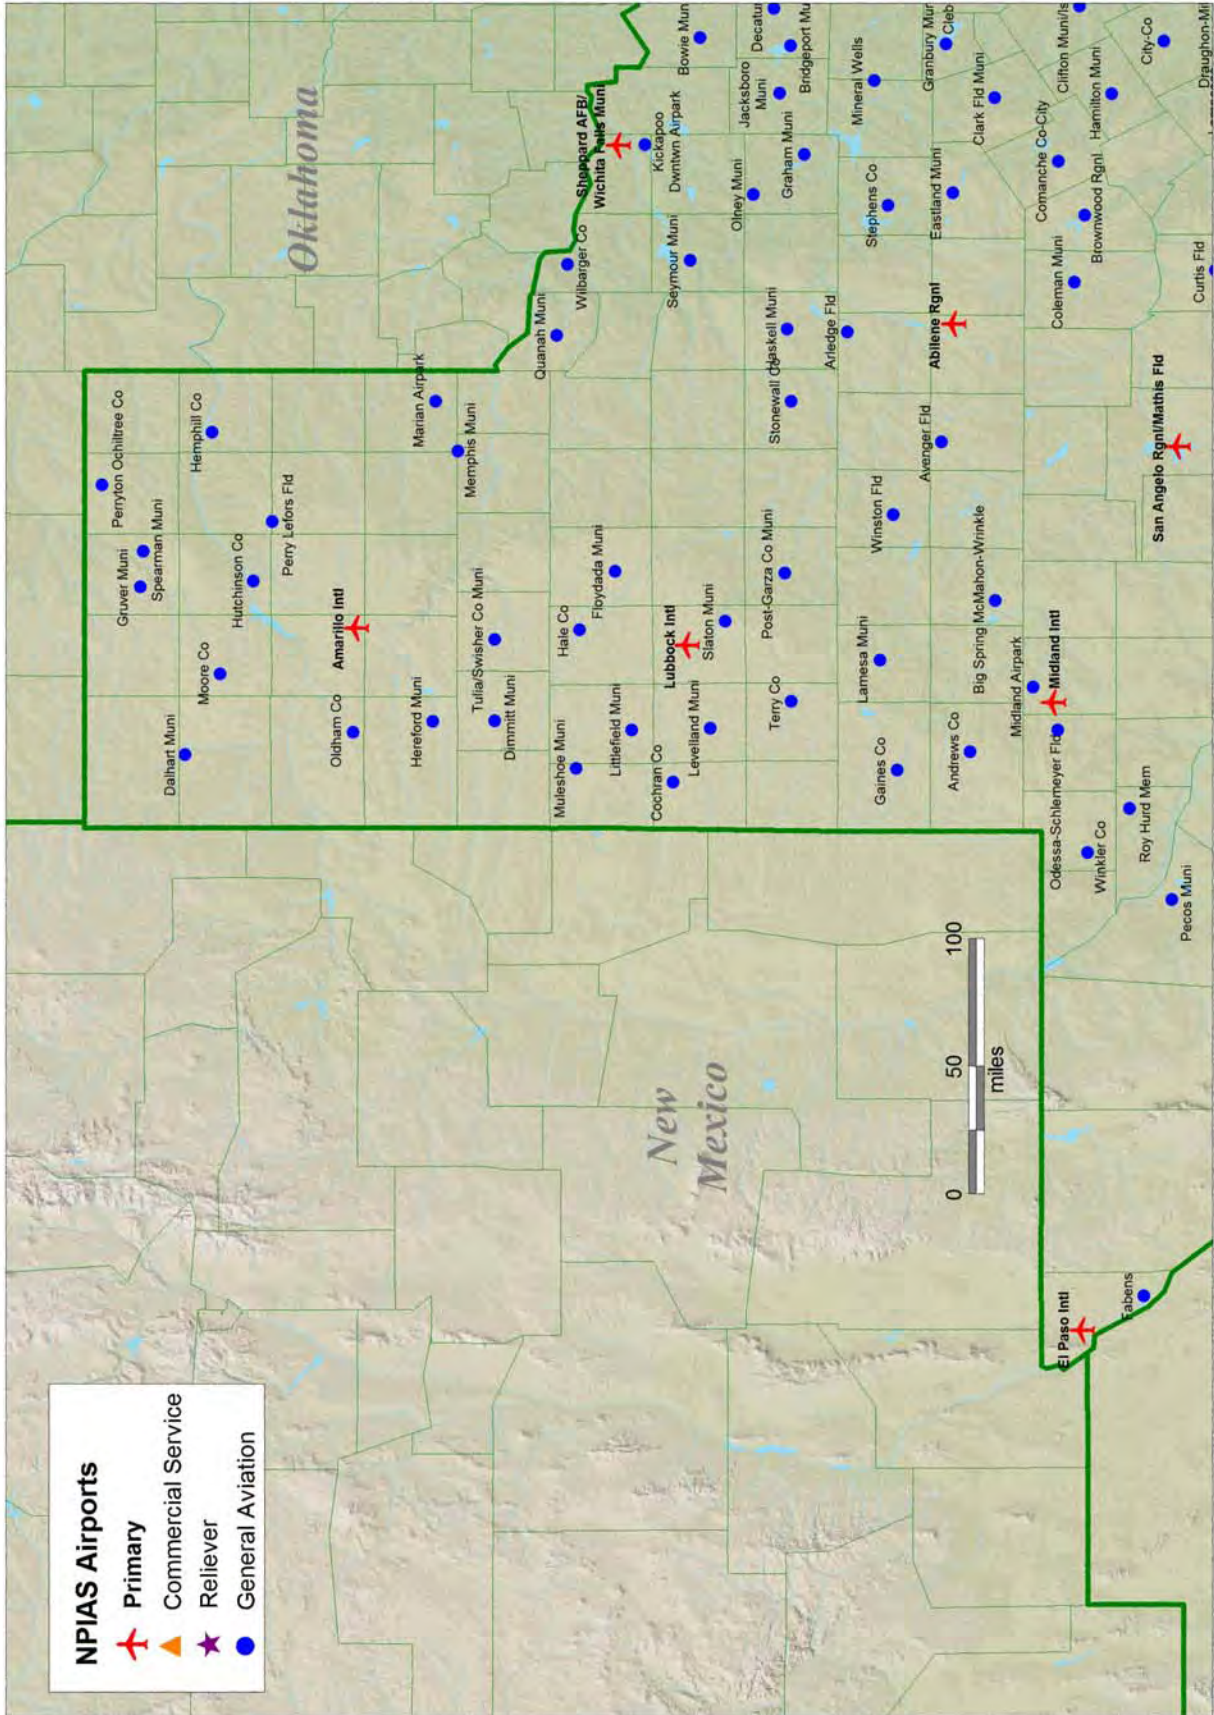 NPIAS Airports
Primary
Commercial Service
Reliever
General Aviation
Oklahoma
New
Mexico
0
50
100
miles
Perryton Ochiltree Co
Gruver Muni
Spearman Muni
Dalhart Muni
Hemphill Co
Moore Co
Hutchinson Co
Perry Lefors Fld
Amarillo Intl
Oldham Co
Marian Airpark
Hereford Muni
Memphis Muni
Tulia/Swisher Co Muni
Dimmitt Muni
Quanah Muni
Wilbarger Co
Sheppard AFB/
Wichita Falls Muni
Kickapoo
Dwntwn Airpark
Bowie Muni
Hale Co
Muleshoe Muni
Floydada Muni
Littlefield Muni
Lubbock Intl
Cochran Co
Slaton Muni
Levelland Muni
Seymour Muni
Olney Muni
Jacksboro
Muni
Decatur
Bridgeport Mu
Graham Muni
Haskell Muni
Stonewall Co
Post-Garza Co Muni
Terry Co
Arledge Fld
Mineral Wells
Stephens Co
Lamesa Muni
Winston Fld
Gaines Co
Avenger Fld
Abilene Rgnl
Eastland Muni
Granbury Mun
Cleb
Clark Fld Muni
Andrews Co
Big Spring McMahon-Wrinkle
Midland Airpark
Midland Intl
Odessa-Schlemeyer Fld
Comanche Co-City
Clifton Muni/Is
Hamilton Muni
Coleman Muni
Brownwood Rgnl
City-Co
Winkler Co
Roy Hurd Mem
Pecos Muni
San Angelo Rgnl/Mathis Fld
Curtis Fld
Draughon-Mil
El Paso Intl
Fabens